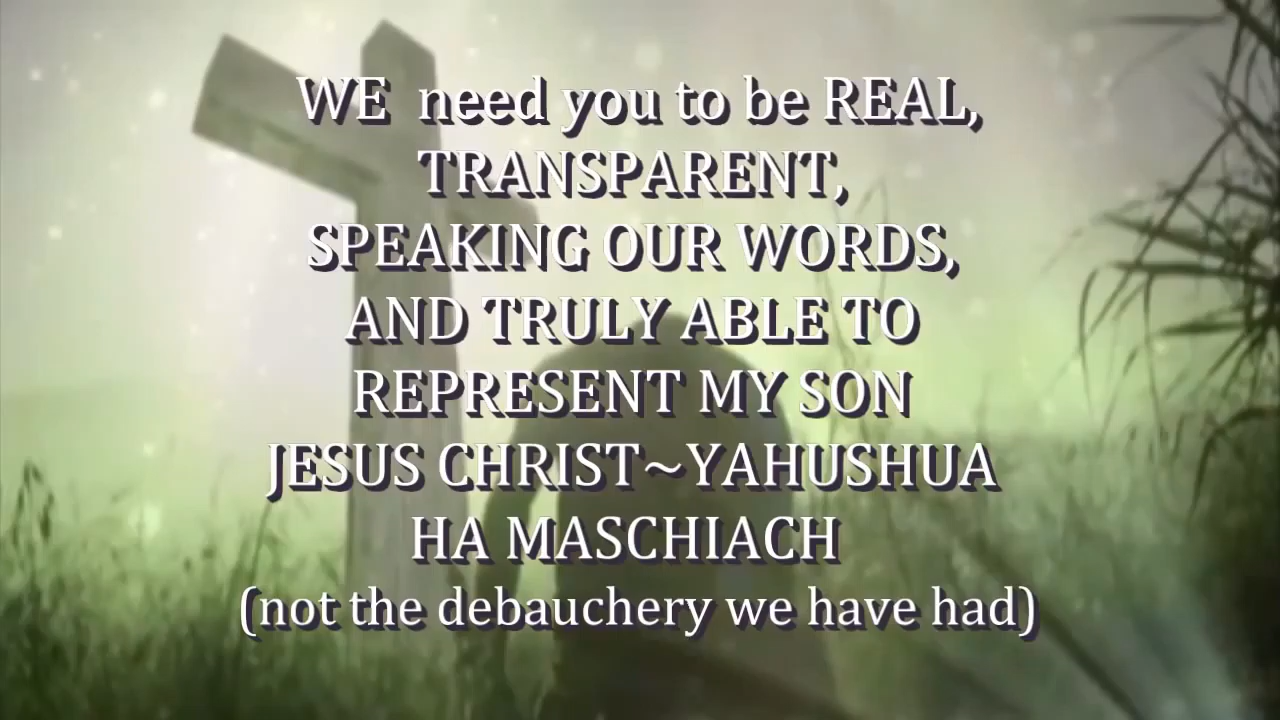 WE need you to be REAL,
TRANSPARENT,
SPEAKING OUR WORDS,
AND TRULY ABLE TO
REPRESENT MY SON
JESUS CHRIST~YAHUSHUA
HA MASCHIACH
(not the debauchery we have had)